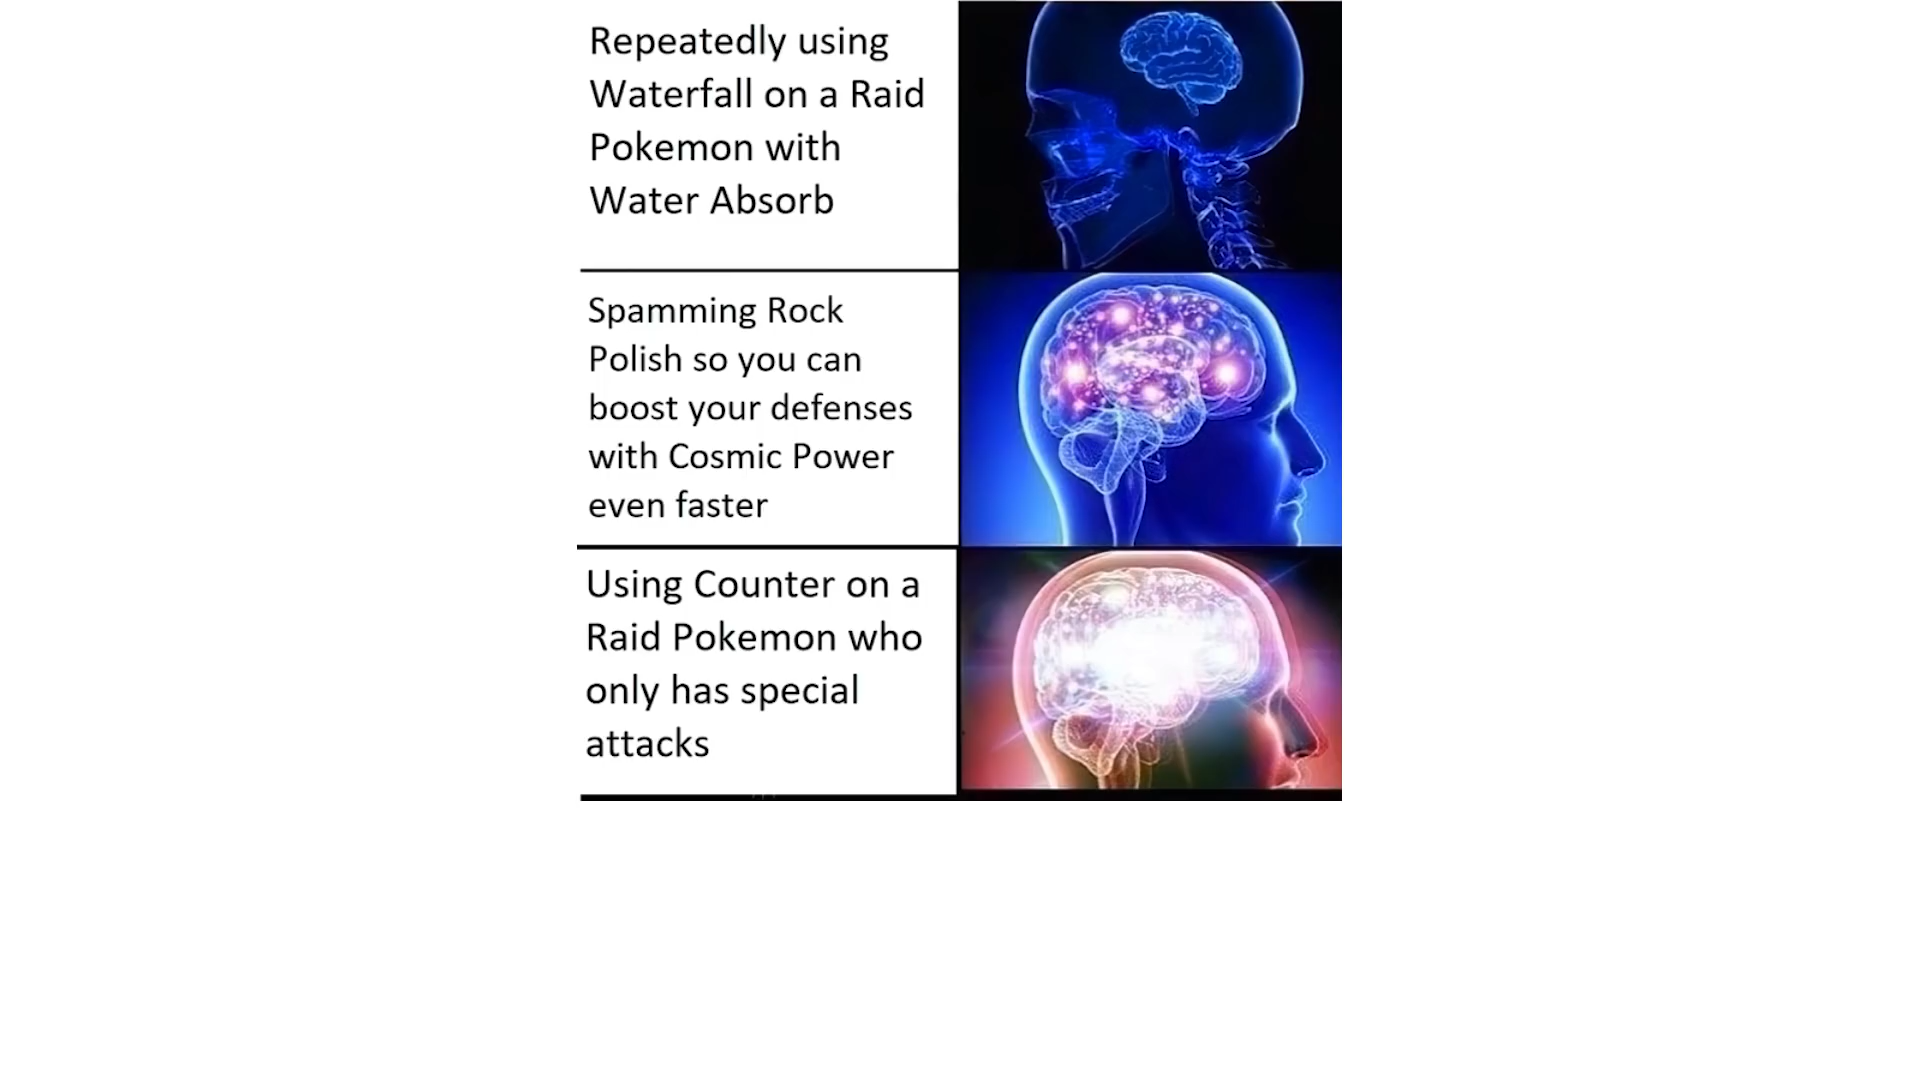 Repeatedly using
Waterfall on a Raid
Pokemon with
Water Absorb
Spamming Rock
Polish so you can
boost your defenses
with Cosmic Power
even faster
Using Counter on a
Raid Pokemon who
only has special
attacks